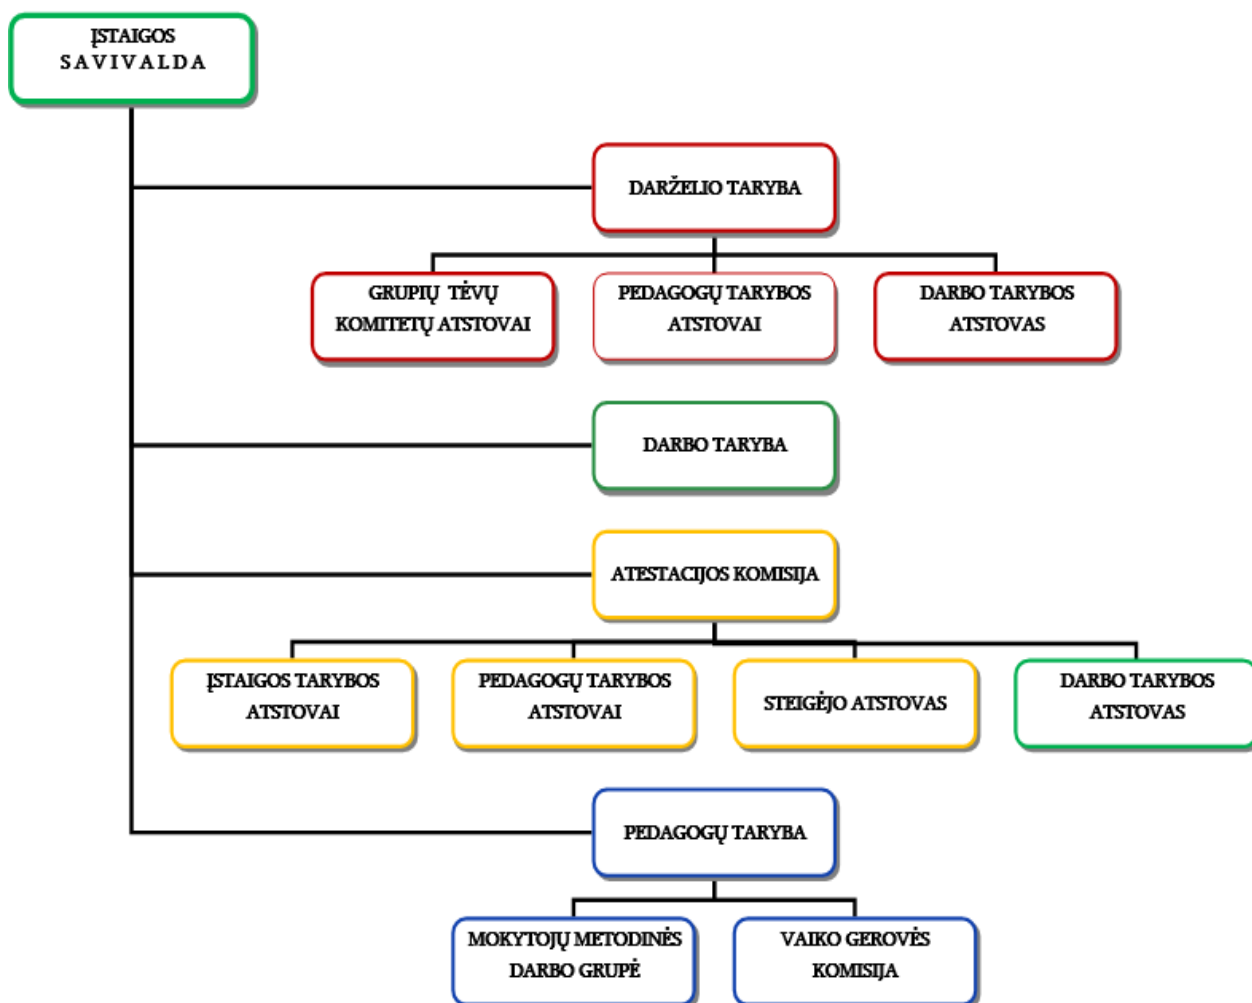 ĮSTAIGOS
SAVIVALDA
DARŽELIO TARYBA
GRUPIŲ TĖVŲ
KOMITETŲ ATSTOVAI
PEDAGOGŲ TARYBOS
ATSTOVAI
DARBO TARYBOS
ATSTOVAS
DARBO TARYBA
ATESTACIJOS KOMISIJA
ĮSTAIGOS TARYBOS
ATSTOVAI
PEDAGOGŲ TARYBOS
ATSTOVAI
STEIGĖJO ATSTOVAS
DARBO TARYBOS
ATSTOVAS
PEDAGOGŲ TARYBA
MOKYTOJŲ METODINĖS
DARBO GRUPĖ
VAIKO GEROVĖS
KOMISIJA